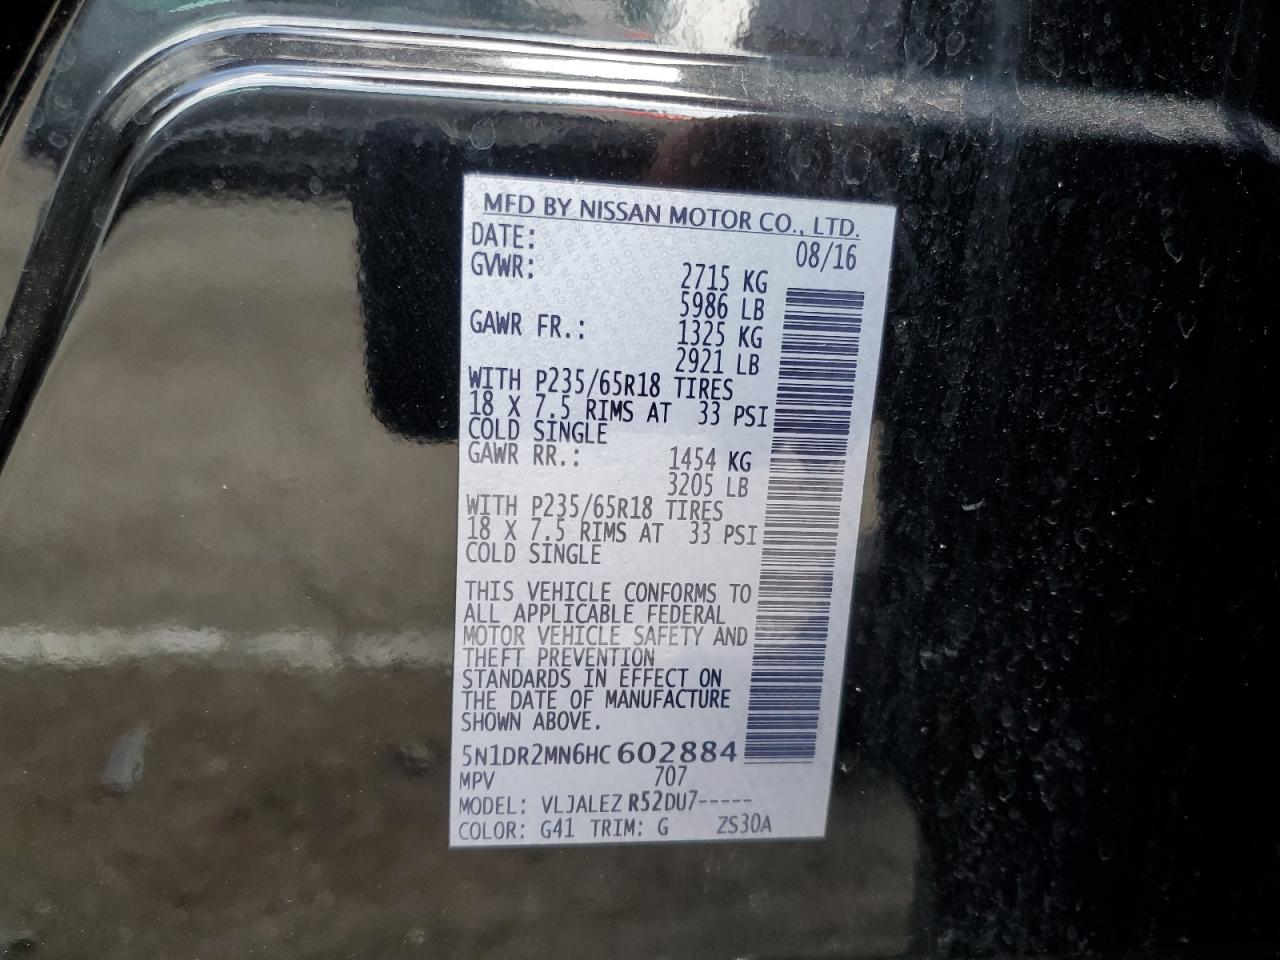 MFD BY NISSAN MOTOR CO., LTD.
DATE: 08/16
GVWR: 2715 KG
5986 LB
GAWR FR.: 1325 KG
2921 LB
WITH P235/65R18 TIRES
18 X 7.5 RIMS AT 33 PSI
COLD SINGLE
GAWR RR.: 1454 KG
3205 LB
WITH P235/65R18 TIRES
18 X 7.5 RIMS AT 33 PSI
COLD SINGLE
THIS VEHICLE CONFORMS TO
ALL APPLICABLE FEDERAL
MOTOR VEHICLE SAFETY AND
THEFT PREVENTION
STANDARDS IN EFFECT ON
THE DATE OF MANUFACTURE
SHOWN ABOVE.
5N1DR2MN6HC 602884
MPV 707
MODEL: VLJALEZ R52DU7-----
COLOR: G41 TRIM: G ZS30A